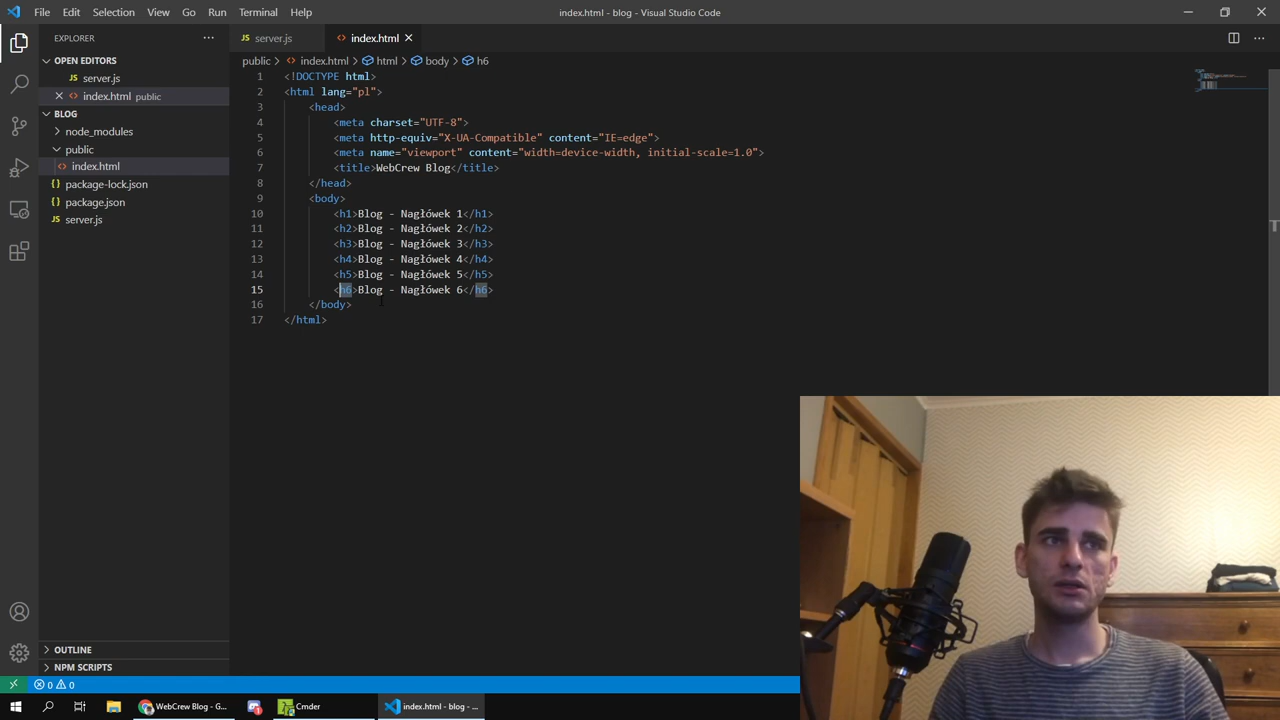 File Edit Selection View Go Run Terminal Help
index.html - blog - Visual Studio Code
EXPLORER
server.js
index.html
OPEN EDITORS
server.js
index.html public
BLOG
node_modules
public
index.html
package-lock.json
package.json
server.js
OUTLINE
NPM SCRIPTS
public > index.html > html > body > h6
1 <!DOCTYPE html>
2 <html lang="pl">
3 <head>
4 <meta charset="UTF-8">
5 <meta http-equiv="X-UA-Compatible" content="IE=edge">
6 <meta name="viewport" content="width=device-width, initial-scale=1.0">
7 <title>WebCrew Blog</title>
8 </head>
9 <body>
10 <h1>Blog - Nagłówek 1</h1>
11 <h2>Blog - Nagłówek 2</h2>
12 <h3>Blog - Nagłówek 3</h3>
13 <h4>Blog - Nagłówek 4</h4>
14 <h5>Blog - Nagłówek 5</h5>
15 <h6>Blog - Nagłówek 6</h6>
16 </body>
17 </html>
0 0
WebCrew Blog - G...
Cmder
index.html - blog - ...